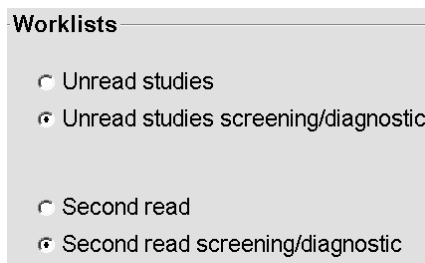 Worklists
Unread studies
Unread studies screening/diagnostic
Second read
Second read screening/diagnostic